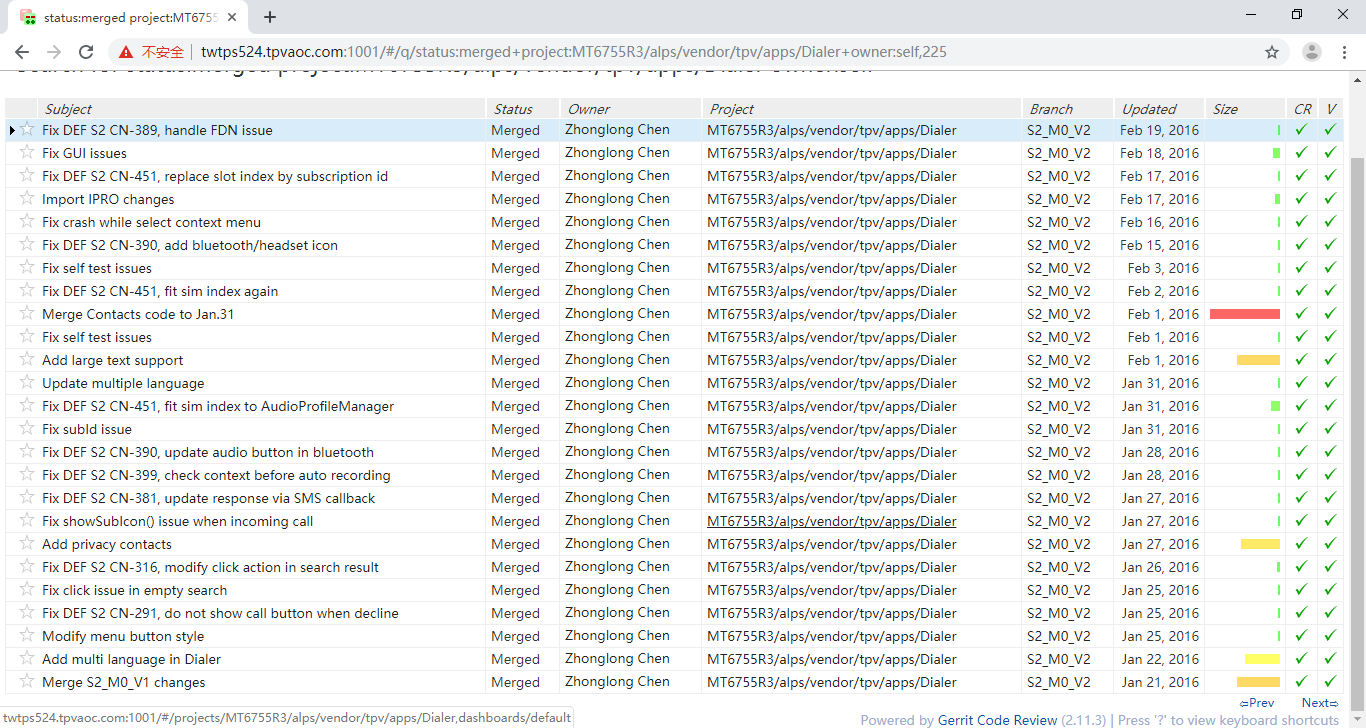 status:merged project:MT6755
不安全 twtps524.tpvaoc.com:1001/#/q/status:merged+project:MT6755R3/alps/vendor/tpv/apps/Dialer+owner:self,225
Search for status:merged project:MT6755R3/alps/vendor/tpv/apps/Dialer owner:self
Subject Status Owner Project Branch Updated Size CR V
Fix DEF S2 CN-389, handle FDN issue Merged Zhonglong Chen MT6755R3/alps/vendor/tpv/apps/Dialer S2_M0_V2 Feb 19, 2016
Fix GUI issues Merged Zhonglong Chen MT6755R3/alps/vendor/tpv/apps/Dialer S2_M0_V2 Feb 18, 2016
Fix DEF S2 CN-451, replace slot index by subscription id Merged Zhonglong Chen MT6755R3/alps/vendor/tpv/apps/Dialer S2_M0_V2 Feb 17, 2016
Import IPRO changes Merged Zhonglong Chen MT6755R3/alps/vendor/tpv/apps/Dialer S2_M0_V2 Feb 17, 2016
Fix crash while select context menu Merged Zhonglong Chen MT6755R3/alps/vendor/tpv/apps/Dialer S2_M0_V2 Feb 16, 2016
Fix DEF S2 CN-390, add bluetooth/headset icon Merged Zhonglong Chen MT6755R3/alps/vendor/tpv/apps/Dialer S2_M0_V2 Feb 15, 2016
Fix self test issues Merged Zhonglong Chen MT6755R3/alps/vendor/tpv/apps/Dialer S2_M0_V2 Feb 3, 2016
Fix DEF S2 CN-451, fit sim index again Merged Zhonglong Chen MT6755R3/alps/vendor/tpv/apps/Dialer S2_M0_V2 Feb 2, 2016
Merge Contacts code to Jan.31 Merged Zhonglong Chen MT6755R3/alps/vendor/tpv/apps/Dialer S2_M0_V2 Feb 1, 2016
Fix self test issues Merged Zhonglong Chen MT6755R3/alps/vendor/tpv/apps/Dialer S2_M0_V2 Feb 1, 2016
Add large text support Merged Zhonglong Chen MT6755R3/alps/vendor/tpv/apps/Dialer S2_M0_V2 Feb 1, 2016
Update multiple language Merged Zhonglong Chen MT6755R3/alps/vendor/tpv/apps/Dialer S2_M0_V2 Jan 31, 2016
Fix DEF S2 CN-451, fit sim index to AudioProfileManager Merged Zhonglong Chen MT6755R3/alps/vendor/tpv/apps/Dialer S2_M0_V2 Jan 31, 2016
Fix subId issue Merged Zhonglong Chen MT6755R3/alps/vendor/tpv/apps/Dialer S2_M0_V2 Jan 31, 2016
Fix DEF S2 CN-390, update audio button in bluetooth Merged Zhonglong Chen MT6755R3/alps/vendor/tpv/apps/Dialer S2_M0_V2 Jan 28, 2016
Fix DEF S2 CN-399, check context before auto recording Merged Zhonglong Chen MT6755R3/alps/vendor/tpv/apps/Dialer S2_M0_V2 Jan 28, 2016
Fix DEF S2 CN-381, update response via SMS callback Merged Zhonglong Chen MT6755R3/alps/vendor/tpv/apps/Dialer S2_M0_V2 Jan 27, 2016
Fix showSubIcon() issue when incoming call Merged Zhonglong Chen MT6755R3/alps/vendor/tpv/apps/Dialer S2_M0_V2 Jan 27, 2016
Add privacy contacts Merged Zhonglong Chen MT6755R3/alps/vendor/tpv/apps/Dialer S2_M0_V2 Jan 27, 2016
Fix DEF S2 CN-316, modify click action in search result Merged Zhonglong Chen MT6755R3/alps/vendor/tpv/apps/Dialer S2_M0_V2 Jan 26, 2016
Fix click issue in empty search Merged Zhonglong Chen MT6755R3/alps/vendor/tpv/apps/Dialer S2_M0_V2 Jan 25, 2016
Fix DEF S2 CN-291, do not show call button when decline Merged Zhonglong Chen MT6755R3/alps/vendor/tpv/apps/Dialer S2_M0_V2 Jan 25, 2016
Modify menu button style Merged Zhonglong Chen MT6755R3/alps/vendor/tpv/apps/Dialer S2_M0_V2 Jan 25, 2016
Add multi language in Dialer Merged Zhonglong Chen MT6755R3/alps/vendor/tpv/apps/Dialer S2_M0_V2 Jan 22, 2016
Merge S2_M0_V1 changes Merged Zhonglong Chen MT6755R3/alps/vendor/tpv/apps/Dialer S2_M0_V2 Jan 21, 2016
⇦Prev Next⇨
twtps524.tpvaoc.com:1001/#/projects/MT6755R3/alps/vendor/tpv/apps/Dialer,dashboards/default
Powered by Gerrit Code Review (2.11.3) | Press '?' to view keyboard shortcuts